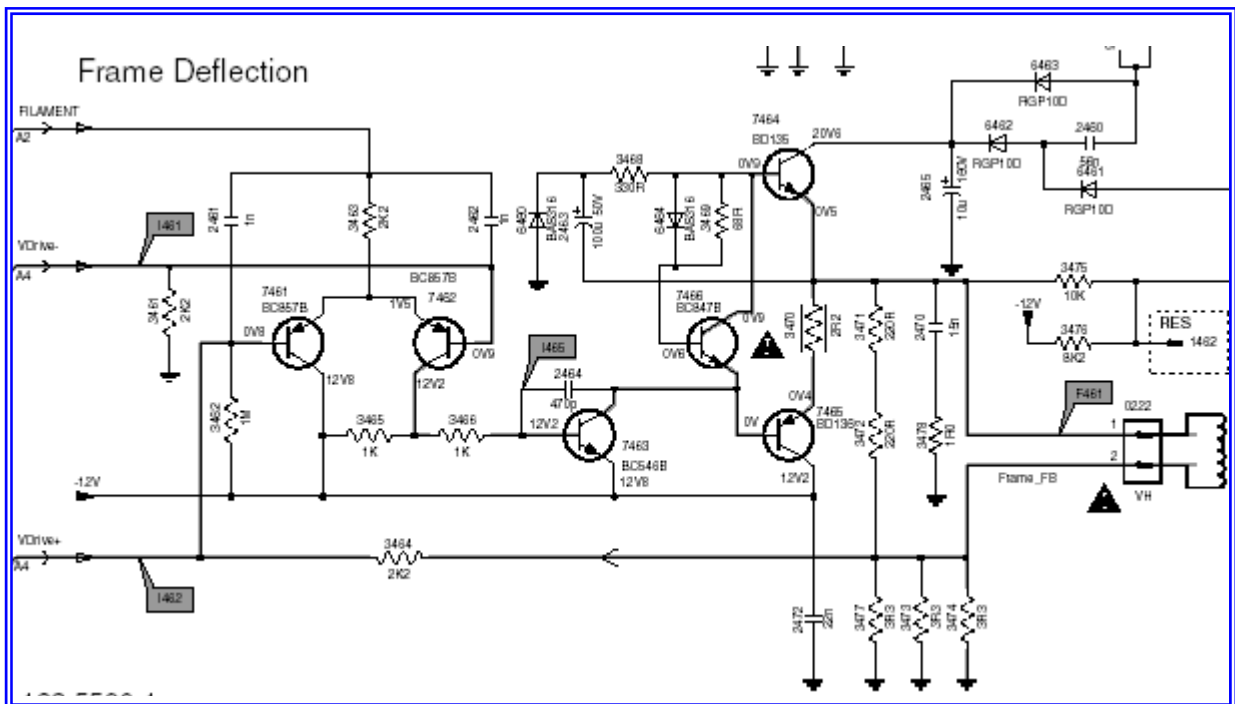 Frame Deflection
6463
RGP10D
FILAMENT
A2
7464
BD135
20V6
6462
RGP10D
2460
56n
6461
RGP10D
2465
160V
10u
2461
1n
3463
2K2
2462
1n
6480
BAS316
2463
100u 50V
3468
330R
6464
BAS316
3469
68R
0V9
0V5
I461
VDrive-
A4
3461
2K2
7461
BC857B
BC857B
7462
1V5
0V8
0V9
12V8
12V2
7466
BC847B
0V9
0V6
3470
2R2
3471
220R
2470
15n
3475
10K
-12V
3476
8K2
RES
1462
I465
2464
470p
12V2
7463
BC546B
12V8
0V4
7465
BD136
0V
12V2
3472
220R
3478
1R0
F461
0222
1
2
VH
Frame_FB
3462
1M
3465
1K
3466
1K
-12V
VDrive+
A4
3464
2K2
I462
2472
22n
3477
3R3
3473
3R3
3474
3R3